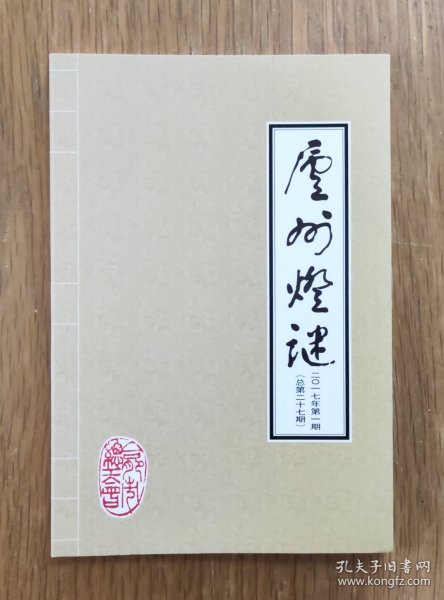 廬州燈謎
二〇一七年第一期
（总第二十七期）
孔夫子旧书网
www.kongfz.com